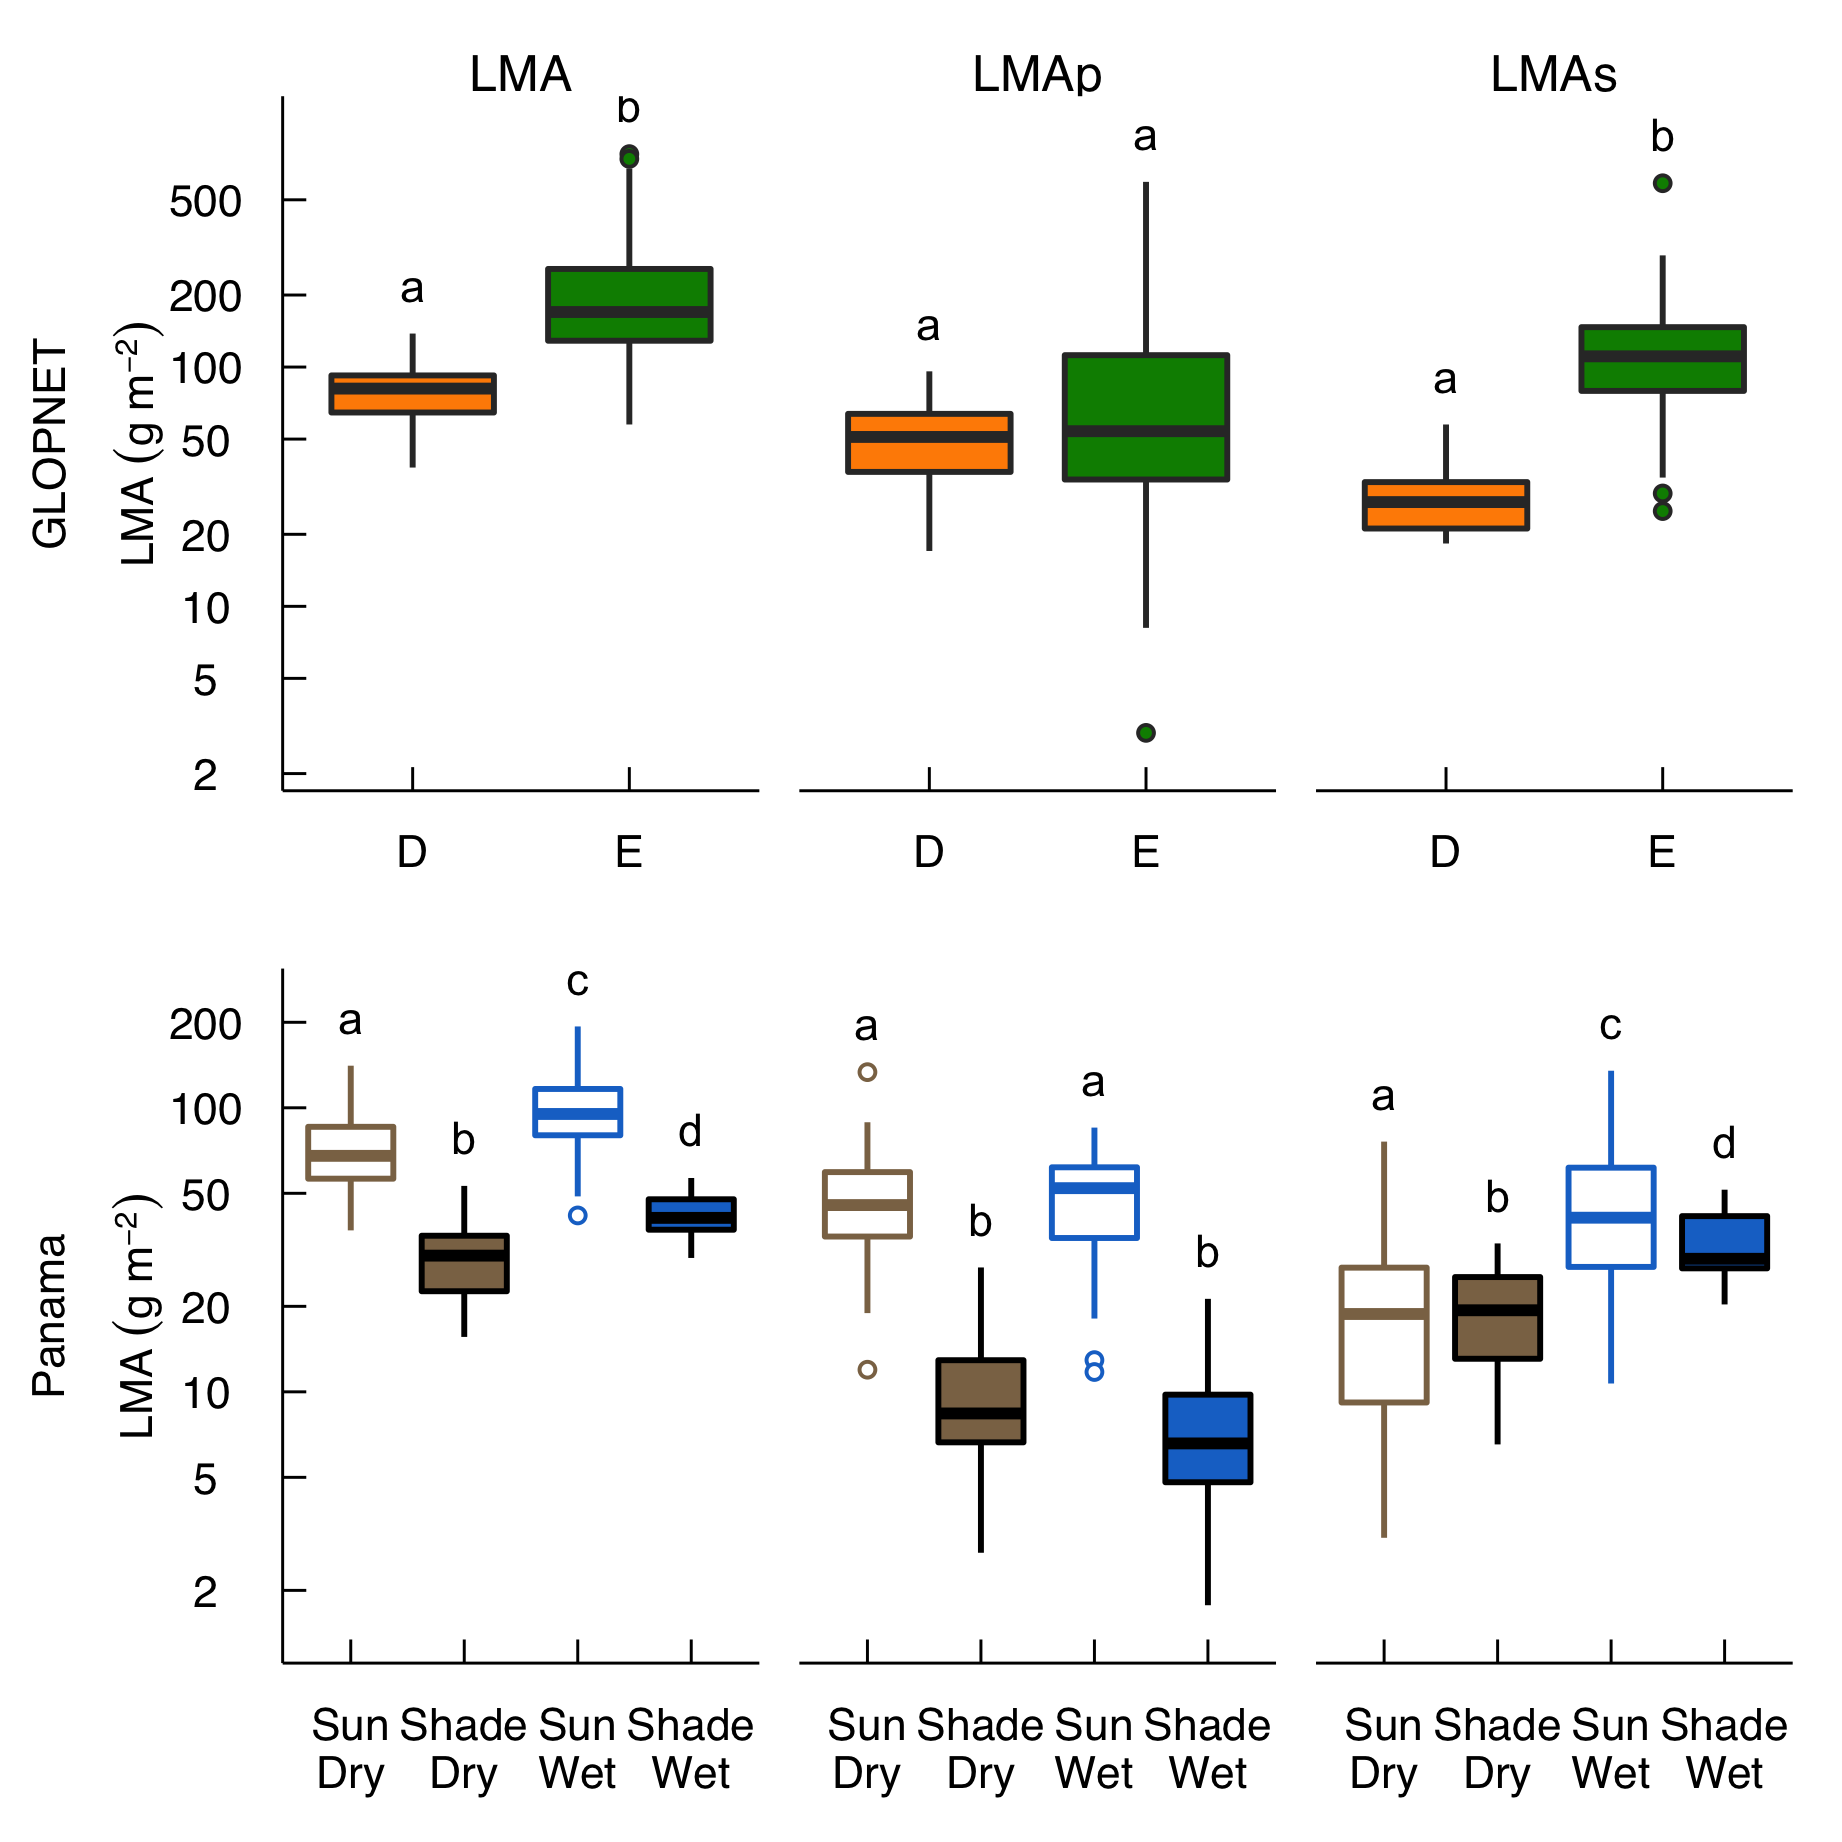 LMA LMAp LMAs
b
a
b
a
a
a
500
200
100
50
20
10
5
2
GLOPNET
LMA (g m⁻²)
D E D E D E
a b c d
a b a b
a b c d
200
100
50
20
10
5
2
Panama
LMA (g m⁻²)
Sun Shade Sun Shade Sun Shade Sun Shade Sun Shade Sun Shade
Dry Dry Wet Wet Dry Dry Wet Wet Dry Dry Wet Wet